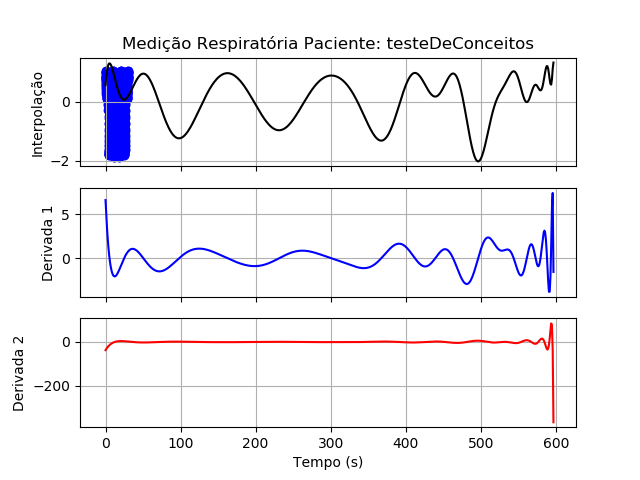 Medição Respiratória Paciente: testeDeConceitos
Interpolação
0
−2
Derivada 1
5
0
Derivada 2
0
−200
0 100 200 300 400 500 600
Tempo (s)